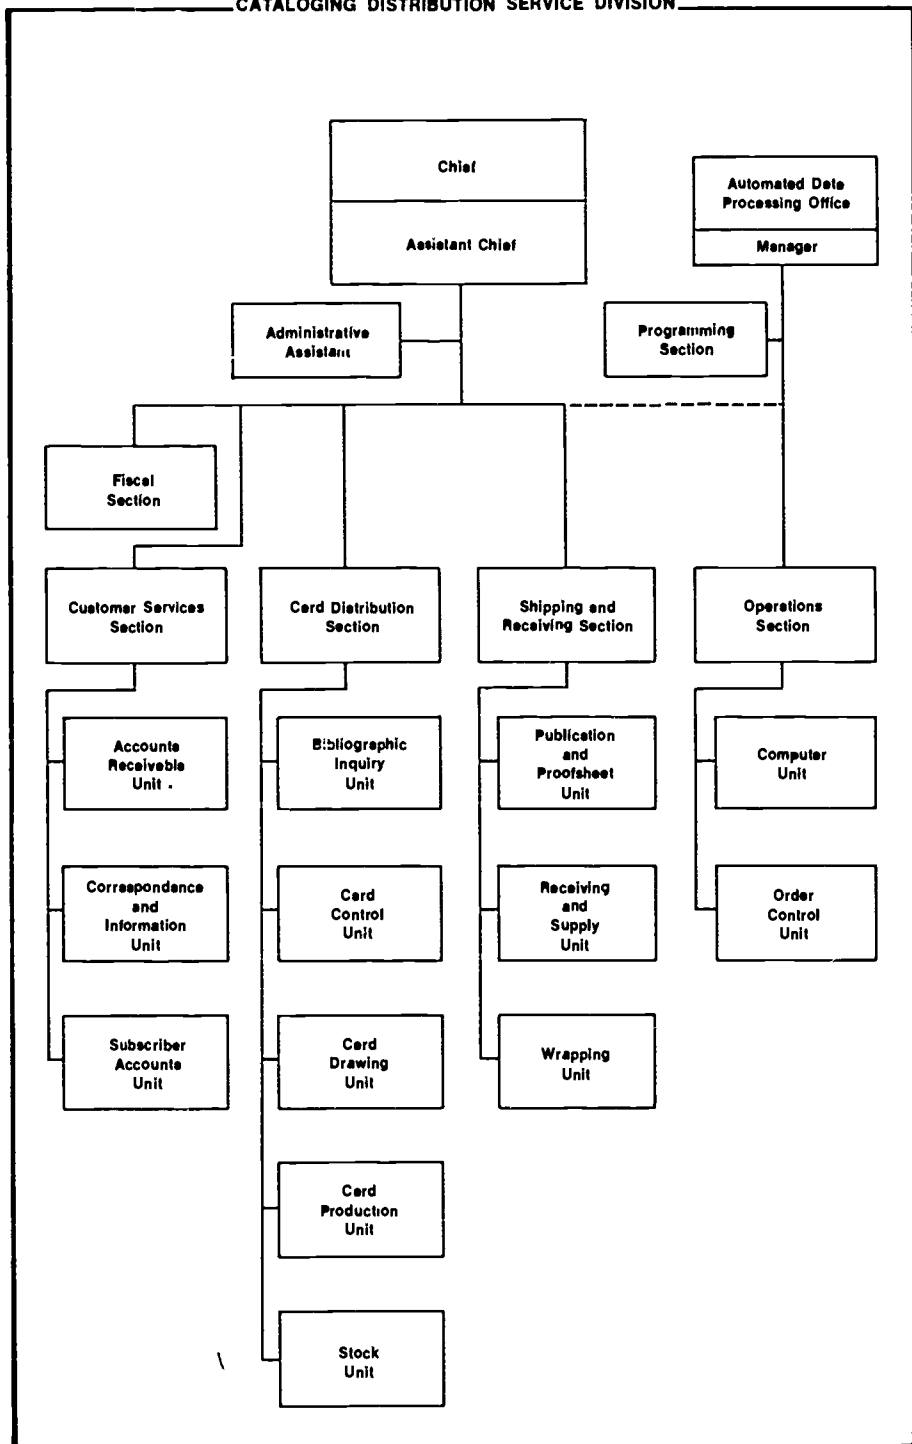 CATALOGING DISTRIBUTION SERVICE DIVISION
Chief
Assistant Chief
Automated Data
Processing Office
Manager
Administrative
Assistant
Programming
Section
Fiscal
Section
Customer Services
Section
Card Distribution
Section
Shipping and
Receiving Section
Operations
Section
Accounts
Receivable
Unit
Bibliographic
Inquiry
Unit
Publication
and
Proofsheet
Unit
Computer
Unit
Correspondence
and
Information
Unit
Card
Control
Unit
Receiving
and
Supply
Unit
Order
Control
Unit
Subscriber
Accounts
Unit
Card
Drawing
Unit
Wrapping
Unit
Card
Production
Unit
Stock
Unit